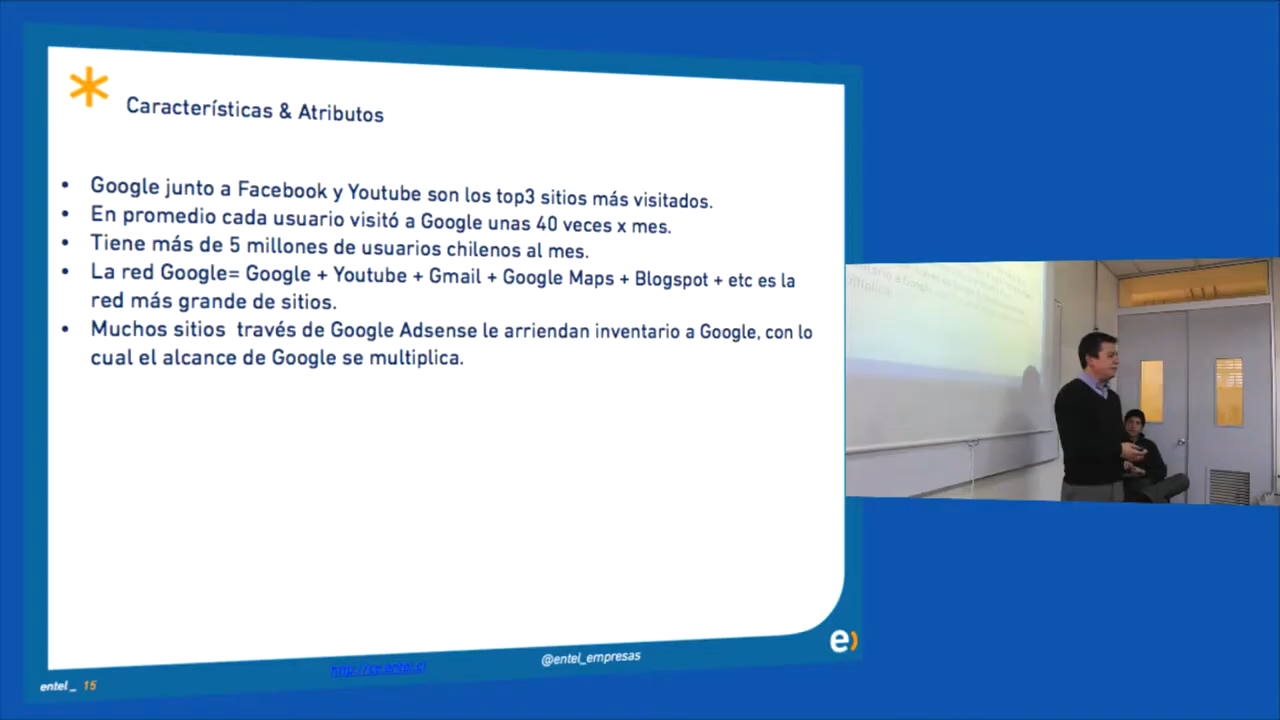 Características & Atributos
• Google junto a Facebook y Youtube son los top3 sitios más visitados.
• En promedio cada usuario visitó a Google unas 40 veces x mes.
• Tiene más de 5 millones de usuarios chilenos al mes.
• La red Google= Google + Youtube + Gmail + Google Maps + Blogspot + etc es la
red más grande de sitios.
• Muchos sitios través de Google Adsense le arriendan inventario a Google, con lo
cual el alcance de Google se multiplica.
e)
@entel_empresas
entel_ 15